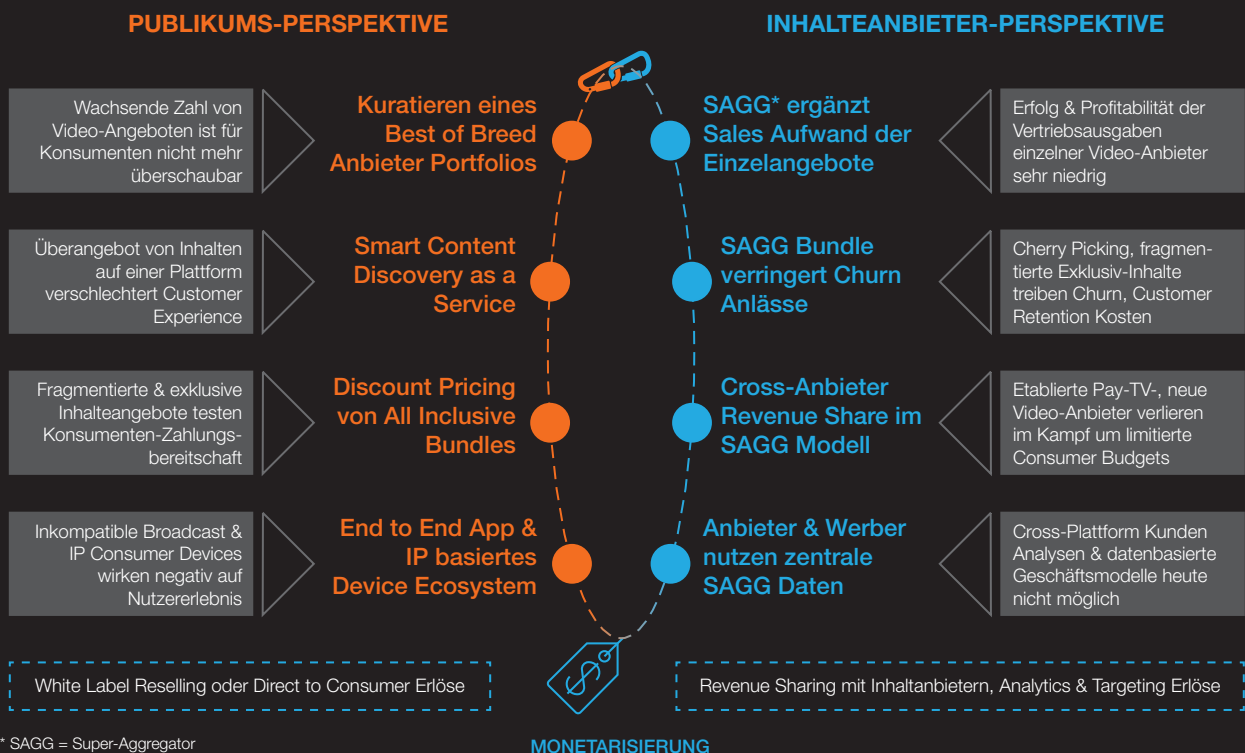 PUBLIKUMS-PERSPEKTIVE
INHALTEANBIETER-PERSPEKTIVE
Wachsende Zahl von
Video-Angeboten ist für
Konsumenten nicht mehr
überschaubar
Kuratieren eines
Best of Breed
Anbieter Portfolios
SAGG* ergänzt
Sales Aufwand der
Einzelangebote
Erfolg & Profitabilität der
Vertriebsausgaben
einzelner Video-Anbieter
sehr niedrig
Überangebot von Inhalten
auf einer Plattform
verschlechtert Customer
Experience
Smart Content
Discovery as a
Service
SAGG Bundle
verringert Churn
Anlässe
Cherry Picking, fragmen-
tierte Exklusiv-Inhalte
treiben Churn, Customer
Retention Kosten
Fragmentierte & exklusive
Inhalteangebote testen
Konsumenten-Zahlungs-
bereitschaft
Discount Pricing
von All Inclusive
Bundles
Cross-Anbieter
Revenue Share im
SAGG Modell
Etablierte Pay-TV-, neue
Video-Anbieter verlieren
im Kampf um limitierte
Consumer Budgets
Inkompatible Broadcast &
IP Consumer Devices
wirken negativ auf
Nutzererlebnis
End to End App &
IP basiertes
Device Ecosystem
Anbieter & Werber
nutzen zentrale
SAGG Daten
Cross-Plattform Kunden
Analysen & datenbasierte
Geschäftsmodelle heute
nicht möglich
White Label Reselling oder Direct to Consumer Erlöse
$
Revenue Sharing mit Inhaltanbietern, Analytics & Targeting Erlöse
* SAGG = Super-Aggregator
MONETARISIERUNG